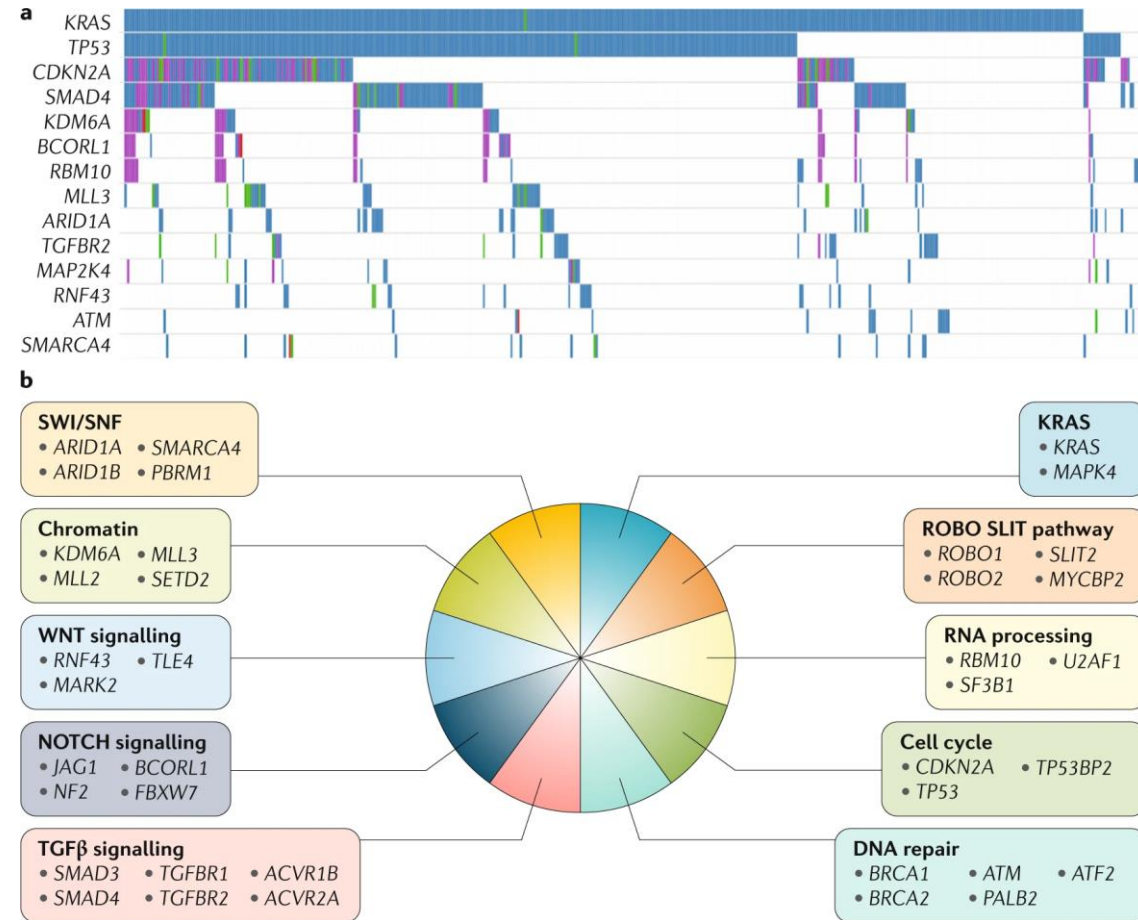 a
KRAS
TP53
CDKN2A
SMAD4
KDM6A
BCORL1
RBM10
MLL3
ARID1A
TGFBR2
MAP2K4
RNF43
ATM
SMARCA4
b
SWI/SNF
• ARID1A • SMARCA4
• ARID1B • PBRM1
Chromatin
• KDM6A • MLL3
• MLL2 • SETD2
WNT signalling
• RNF43 • TLE4
• MARK2
NOTCH signalling
• JAG1 • BCORL1
• NF2 • FBXW7
TGFβ signalling
• SMAD3 • TGFBR1 • ACVR1B
• SMAD4 • TGFBR2 • ACVR2A
KRAS
• KRAS
• MAPK4
ROBO SLIT pathway
• ROBO1 • SLIT2
• ROBO2 • MYCBP2
RNA processing
• RBM10 • U2AF1
• SF3B1
Cell cycle
• CDKN2A • TP53BP2
• TP53
DNA repair
• BRCA1 • ATM • ATF2
• BRCA2 • PALB2